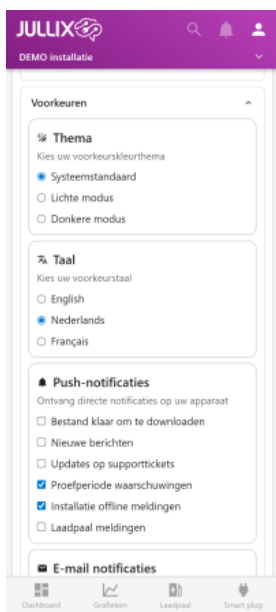 JULLIX
DEMO installatie
Voorkeuren
Thema
Kies uw voorkeurskleurthema
Systeemstandaard
Lichte modus
Donkere modus
Taal
Kies uw voorkeurstaal
English
Nederlands
Français
Push-notificaties
Ontvang directe notificaties op uw apparaat
Bestand klaar om te downloaden
Nieuwe berichten
Updates op supporttickets
Proefperiode waarschuwingen
Installatie offline meldingen
Laadpaal meldingen
E-mail notificaties
Dashboard Grafieken Laadpaal Smart plug